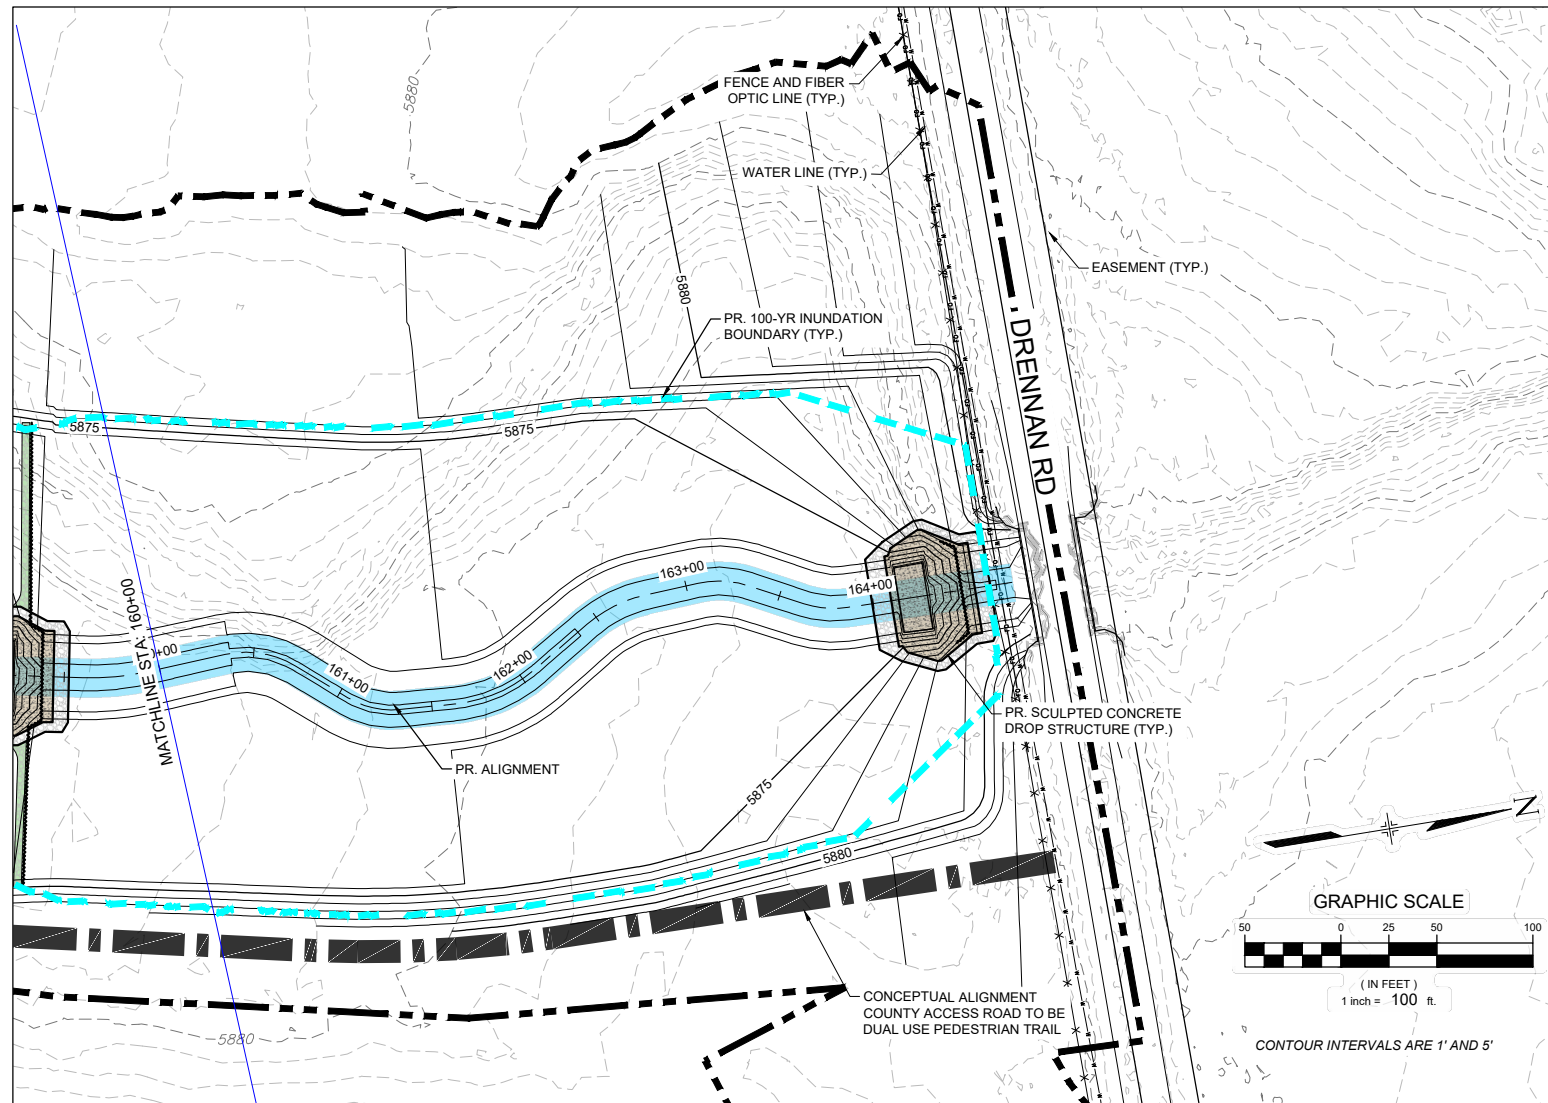 5880
FENCE AND FIBER
OPTIC LINE (TYP.)
WATER LINE (TYP.)
EASEMENT (TYP.)
5880
PR. 100-YR INUNDATION
BOUNDARY (TYP.)
DRENNAN RD
5875
5875
MATCHLINE STA: 160+00
+00
161+00
162+00
163+00
164+00
PR. ALIGNMENT
PR. SCULPTED CONCRETE
DROP STRUCTURE (TYP.)
5875
5880
N
GRAPHIC SCALE
50 0 25 50 100
( IN FEET )
1 inch = 100 ft.
CONCEPTUAL ALIGNMENT
COUNTY ACCESS ROAD TO BE
DUAL USE PEDESTRIAN TRAIL
5880
CONTOUR INTERVALS ARE 1' AND 5'